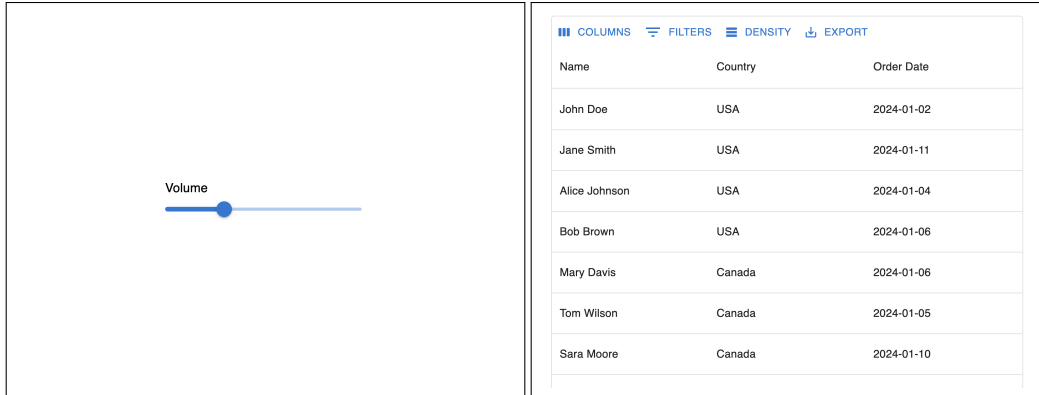 Volume
COLUMNS FILTERS DENSITY EXPORT
Name Country Order Date
John Doe USA 2024-01-02
Jane Smith USA 2024-01-11
Alice Johnson USA 2024-01-04
Bob Brown USA 2024-01-06
Mary Davis Canada 2024-01-06
Tom Wilson Canada 2024-01-05
Sara Moore Canada 2024-01-10